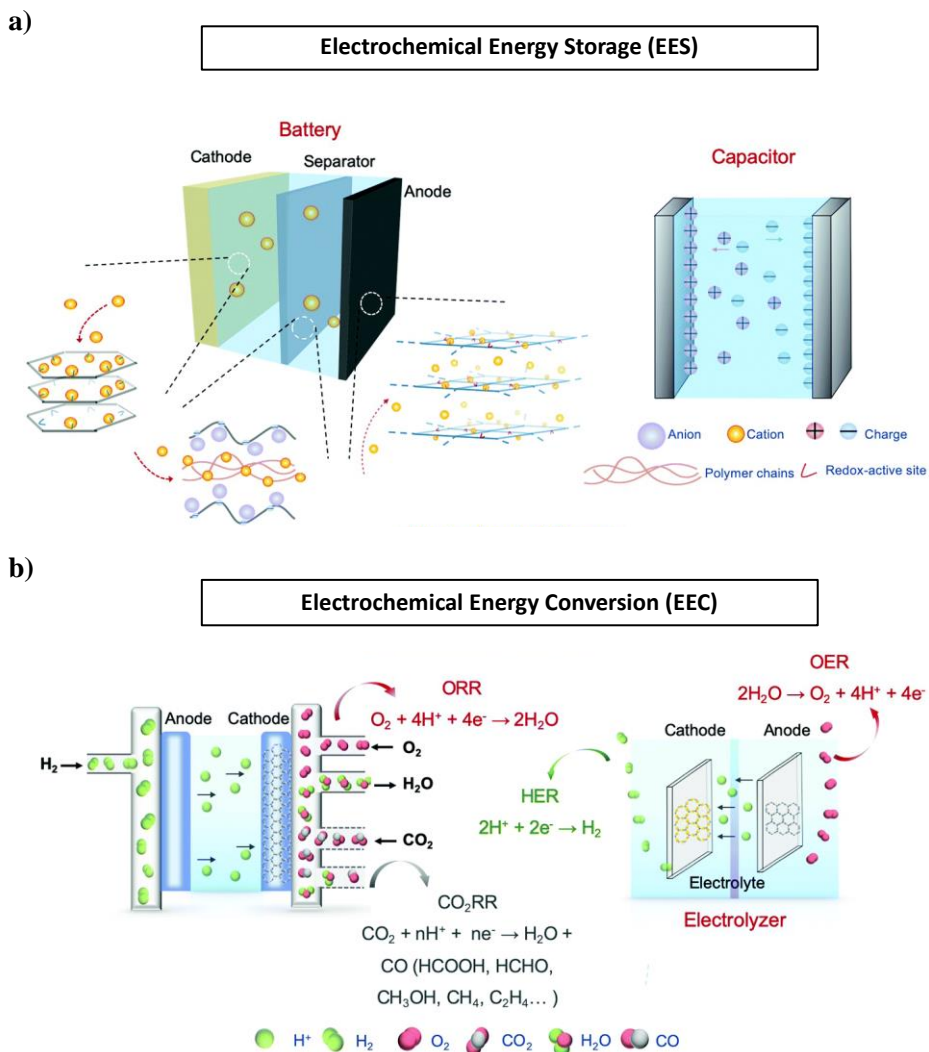 a)
Electrochemical Energy Storage (EES)
Battery
Cathode
Separator
Anode
Capacitor
Anion
Cation
Charge
Polymer chains
Redox-active site
b)
Electrochemical Energy Conversion (EEC)
ORR
O₂ + 4H⁺ + 4e⁻ → 2H₂O
Anode
Cathode
H₂
O₂
H₂O
CO₂
CO₂RR
CO₂ + nH⁺ + ne⁻ → H₂O +
CO (HCOOH, HCHO,
CH₃OH, CH₄, C₂H₄… )
OER
2H₂O → O₂ + 4H⁺ + 4e⁻
Cathode
Anode
HER
2H⁺ + 2e⁻ → H₂
Electrolyte
Electrolyzer
H⁺
H₂
O₂
CO₂
H₂O
CO